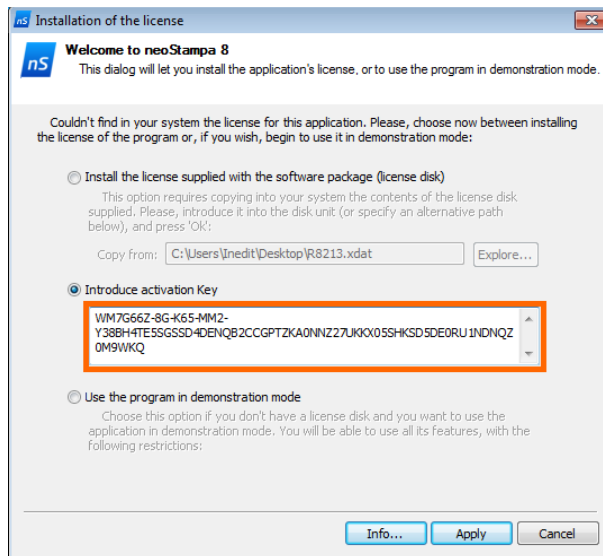 nS Installation of the license
Welcome to neoStampa 8
nS
This dialog will let you install the application's license, or to use the program in demonstration mode.
Couldn't find in your system the license for this application. Please, choose now between installing
the license of the program or, if you wish, begin to use it in demonstration mode:
Install the license supplied with the software package (license disk)
This option requires copying into your system the contents of the license disk
supplied. Please, introduce it into the disk unit (or specify an alternative path
below), and press 'Ok':
Copy from: C:\Users\Inedit\Desktop\R8213.xdat Explore...
Introduce activation Key
WM7G66Z-8G-K65-MM2-
Y38BH4TE5SGSSD4DENQB2CCGPTZKA0NNZ27UKKX05SHKSD5DE0RU1NDNQZ
0M9WKQ
Use the program in demonstration mode
Choose this option if you don't have a license disk and you want to use the
application in demonstration mode. You will be able to use all its features, with the
following restrictions:
Info... Apply Cancel